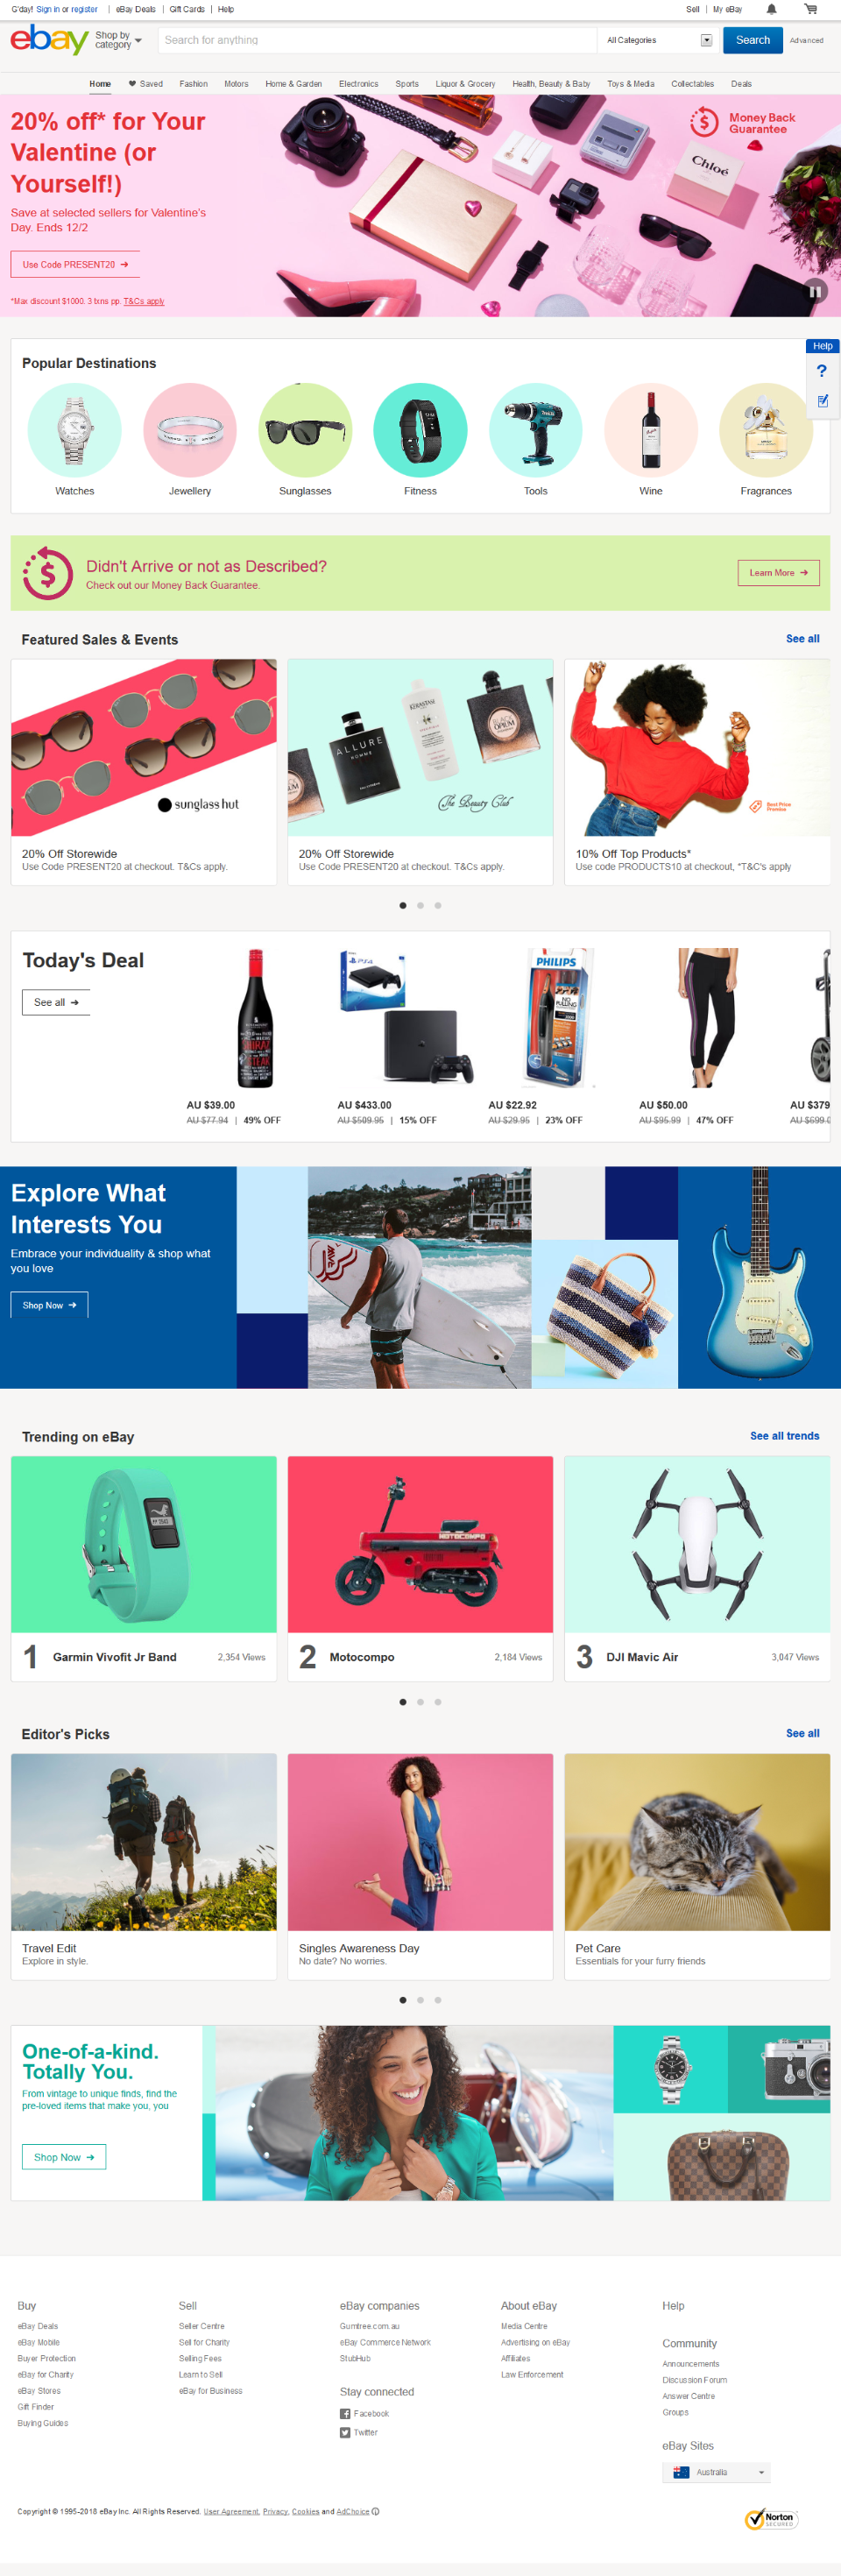 G'day! Sign in or register | eBay Deals | Gift Cards | Help
Sell | My eBay
ebay
Shop by
category
Search for anything
All Categories
Search
Advanced
Home
Saved
Fashion
Motors
Home & Garden
Electronics
Sports
Liquor & Grocery
Health, Beauty & Baby
Toys & Media
Collectables
Deals
20% off* for Your
Valentine (or
Yourself!)
Save at selected sellers for Valentine's
Day. Ends 12/2
Use Code PRESENT20 →
*Max discount $1000. 3 txns pp. T&Cs apply
Money Back
Guarantee
Chloé
Help
?
Popular Destinations
Watches
Jewellery
Sunglasses
Fitness
Tools
Wine
Fragrances
Didn't Arrive or not as Described?
Check out our Money Back Guarantee.
Learn More →
Featured Sales & Events
See all
sunglass hut
ALLURE
HOMME
KÉRASTASE
BLACK
OPIUM
The Beauty Club
Best Price
Promise
20% Off Storewide
Use Code PRESENT20 at checkout. T&Cs apply.
20% Off Storewide
Use Code PRESENT20 at checkout. T&Cs apply.
10% Off Top Products*
Use code PRODUCTS10 at checkout, *T&C's apply
Today's Deal
See all →
PS4
PHILIPS
AU $39.00
AU $77.94 | 49% OFF
AU $433.00
AU $509.95 | 15% OFF
AU $22.92
AU $29.95 | 23% OFF
AU $50.00
AU $95.99 | 47% OFF
AU $379
AU $599.0
Explore What
Interests You
Embrace your individuality & shop what
you love
Shop Now →
Trending on eBay
See all trends
MOTOCOMPO
1 Garmin Vivofit Jr Band 2,354 Views
2 Motocompo 2,184 Views
3 DJI Mavic Air 3,047 Views
Editor's Picks
See all
Travel Edit
Explore in style.
Singles Awareness Day
No date? No worries.
Pet Care
Essentials for your furry friends
One-of-a-kind.
Totally You.
From vintage to unique finds, find the
pre-loved items that make you, you
Shop Now →
Buy
eBay Deals
eBay Mobile
Buyer Protection
eBay for Charity
eBay Stores
Gift Finder
Buying Guides
Sell
Seller Centre
Sell for Charity
Selling Fees
Learn to Sell
eBay for Business
eBay companies
Gumtree.com.au
eBay Commerce Network
StubHub
Stay connected
Facebook
Twitter
About eBay
Media Centre
Advertising on eBay
Affiliates
Law Enforcement
Help
Community
Announcements
Discussion Forum
Answer Centre
Groups
eBay Sites
Australia
Copyright © 1995-2018 eBay Inc. All Rights Reserved. User Agreement, Privacy, Cookies and AdChoice
Norton
SECURED